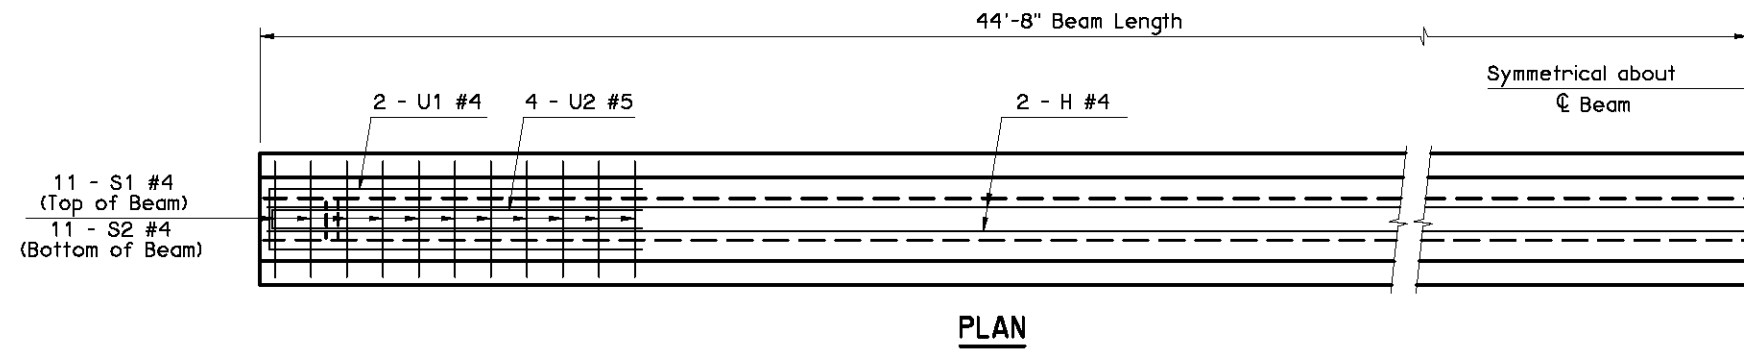 44'-8" Beam Length
Symmetrical about
℄ Beam
2 - U1 #4
4 - U2 #5
2 - H #4
11 - S1 #4
(Top of Beam)
11 - S2 #4
(Bottom of Beam)
PLAN